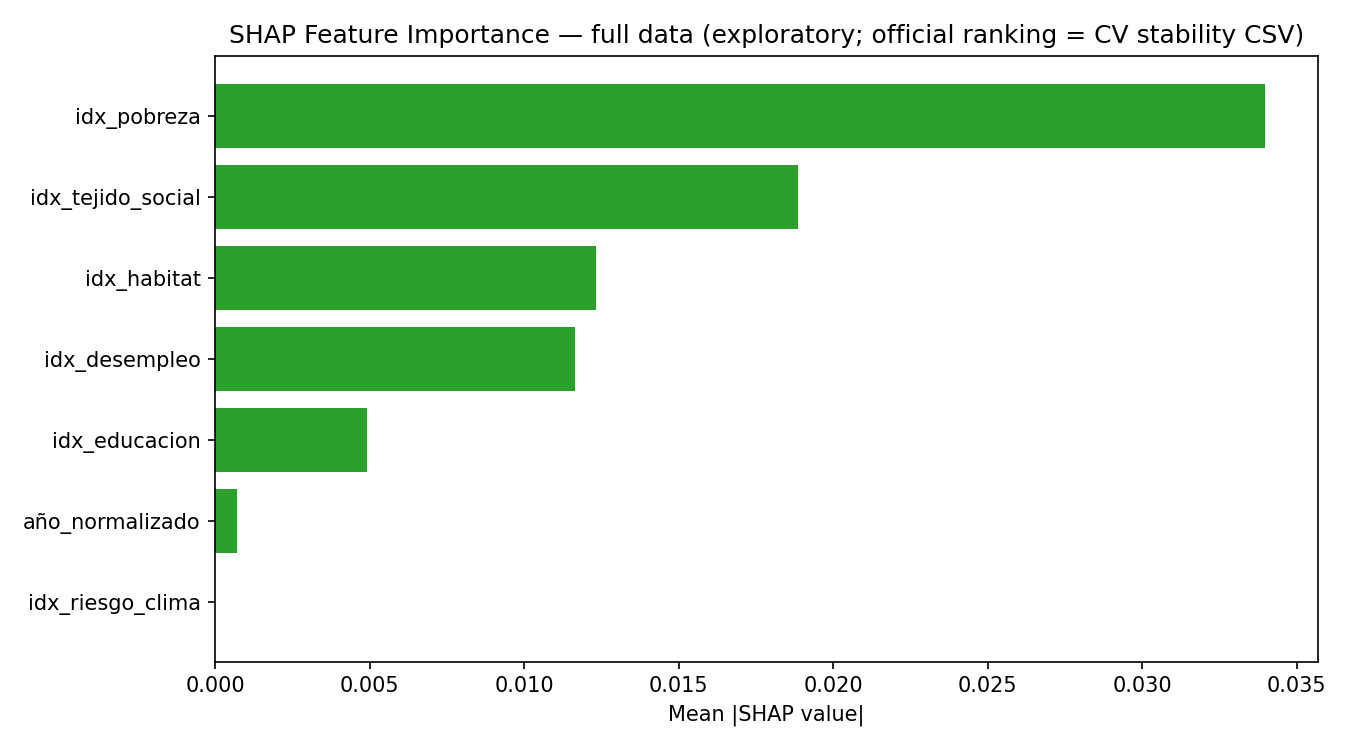 SHAP Feature Importance — full data (exploratory; official ranking = CV stability CSV)
idx_pobreza
idx_tejido_social
idx_habitat
idx_desempleo
idx_educacion
año_normalizado
idx_riesgo_clima
0.000 0.005 0.010 0.015 0.020 0.025 0.030 0.035
Mean |SHAP value|